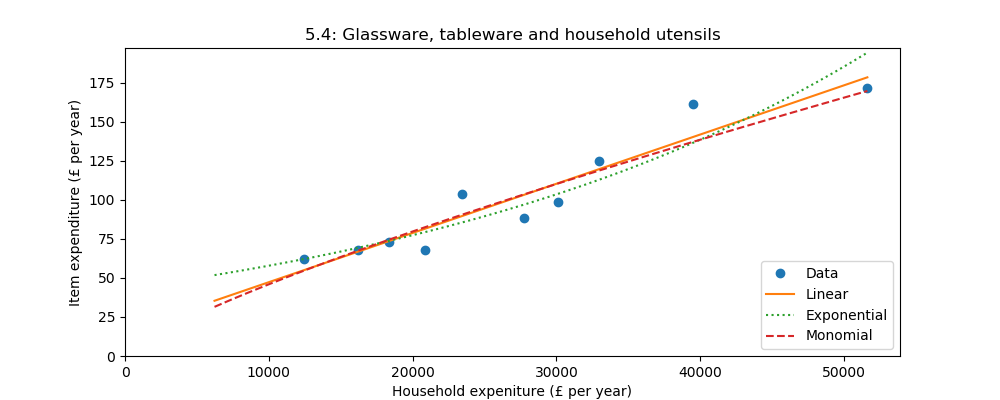 5.4: Glassware, tableware and household utensils
Item expenditure (£ per year)
175
150
125
100
75
50
25
0
0 10000 20000 30000 40000 50000
Household expeniture (£ per year)
Data
Linear
Exponential
Monomial